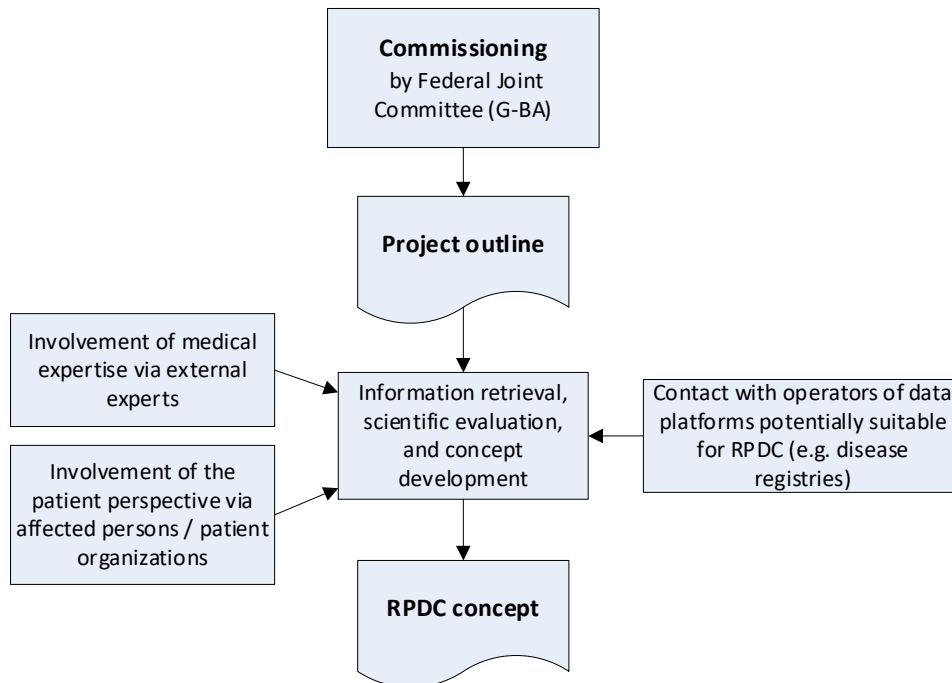 Commissioning
by Federal Joint
Committee (G-BA)
Project outline
Involvement of medical
expertise via external
experts
Information retrieval,
scientific evaluation,
and concept
development
Contact with operators of data
platforms potentially suitable
for RPDC (e.g. disease
registries)
Involvement of the
patient perspective via
affected persons / patient
organizations
RPDC concept